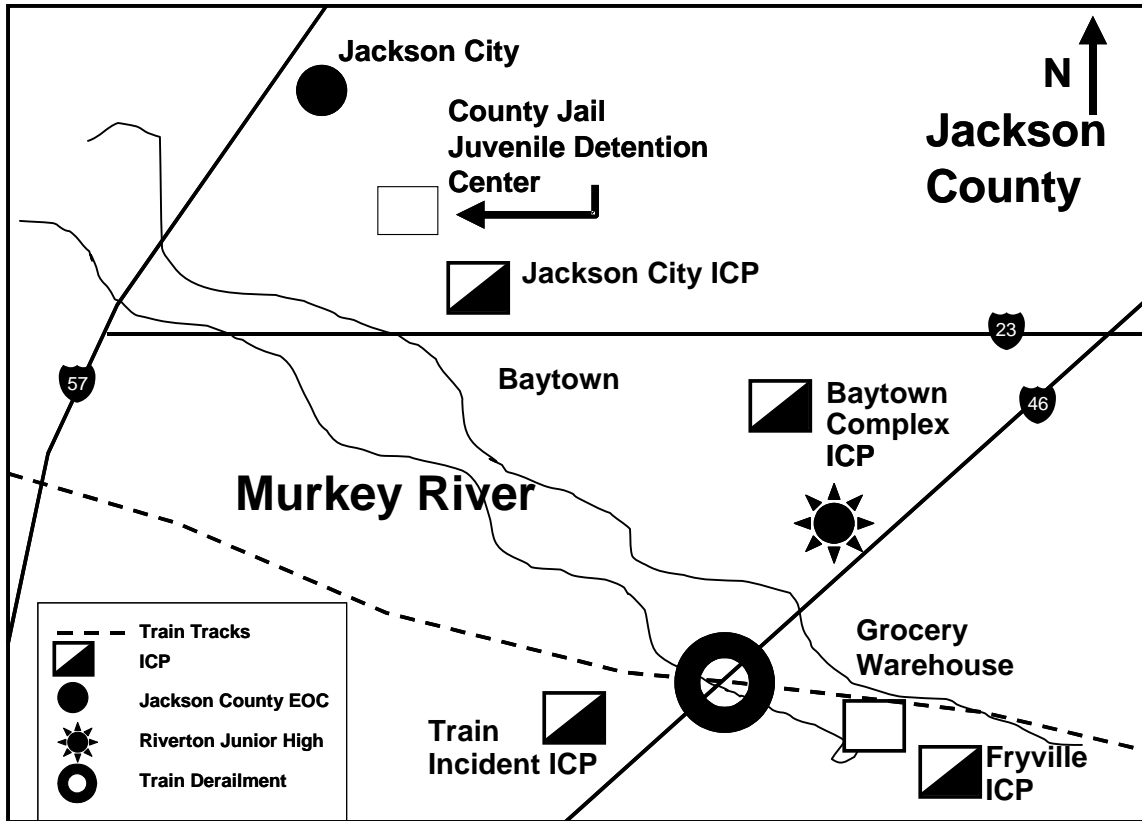 Jackson City
N
County Jail
Juvenile Detention
Center
Jackson
County
Jackson City ICP
23
57
Baytown
Baytown
Complex
ICP
46
Murkey River
Train Tracks
ICP
Jackson County EOC
Riverton Junior High
Train Derailment
Grocery
Warehouse
Train
Incident ICP
Fryville
ICP